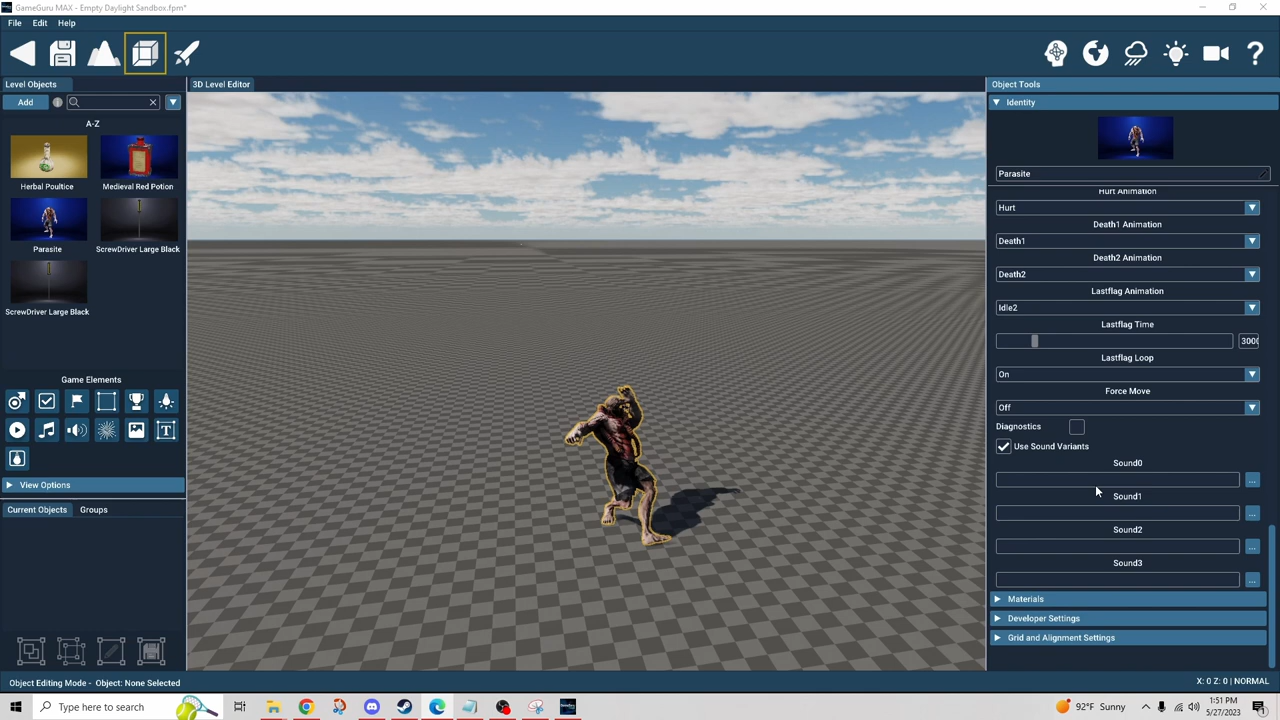 GameGuru MAX - Empty Daylight Sandbox.fpm*
File Edit Help
Level Objects
3D Level Editor
Object Tools
Add
Identity
A-Z
Herbal Poultice
Medieval Red Potion
Parasite
ScrewDriver Large Black
ScrewDriver Large Black
Game Elements
View Options
Current Objects
Groups
Parasite
Hurt Animation
Hurt
Death1 Animation
Death1
Death2 Animation
Death2
Lastflag Animation
Idle2
Lastflag Time
3000
Lastflag Loop
On
Force Move
Off
Diagnostics
Use Sound Variants
Sound0
...
Sound1
...
Sound2
...
Sound3
...
Materials
Developer Settings
Grid and Alignment Settings
Object Editing Mode - Object: None Selected
X: 0 Z: 0 | NORMAL
Type here to search
92°F Sunny
1:51 PM
5/27/2023